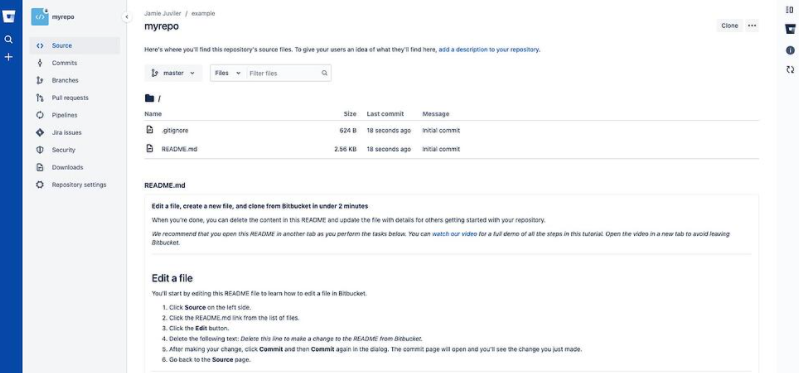 myrepo
Source
Commits
Branches
Pull requests
Pipelines
Jira issues
Security
Downloads
Repository settings
Jamie Juviler / example
myrepo
Clone
Here's where you'll find this repository's source files. To give your users an idea of what they'll find here, add a description to your repository.
master Files Filter files
/
Name Size Last commit Message
.gitignore 624 B 18 seconds ago Initial commit
README.md 2.56 KB 18 seconds ago Initial commit
README.md
Edit a file, create a new file, and clone from Bitbucket in under 2 minutes
When you're done, you can delete the content in this README and update the file with details for others getting started with your repository.
We recommend that you open this README in another tab as you perform the tasks below. You can watch our video for a full demo of all the steps in this tutorial. Open the video in a new tab to avoid leaving
Bitbucket.
Edit a file
You'll start by editing this README file to learn how to edit a file in Bitbucket.
1. Click Source on the left side.
2. Click the README.md link from the list of files.
3. Click the Edit button.
4. Delete the following text: Delete this line to make a change to the README from Bitbucket.
5. After making your change, click Commit and then Commit again in the dialog. The commit page will open and you'll see the change you just made.
6. Go back to the Source page.